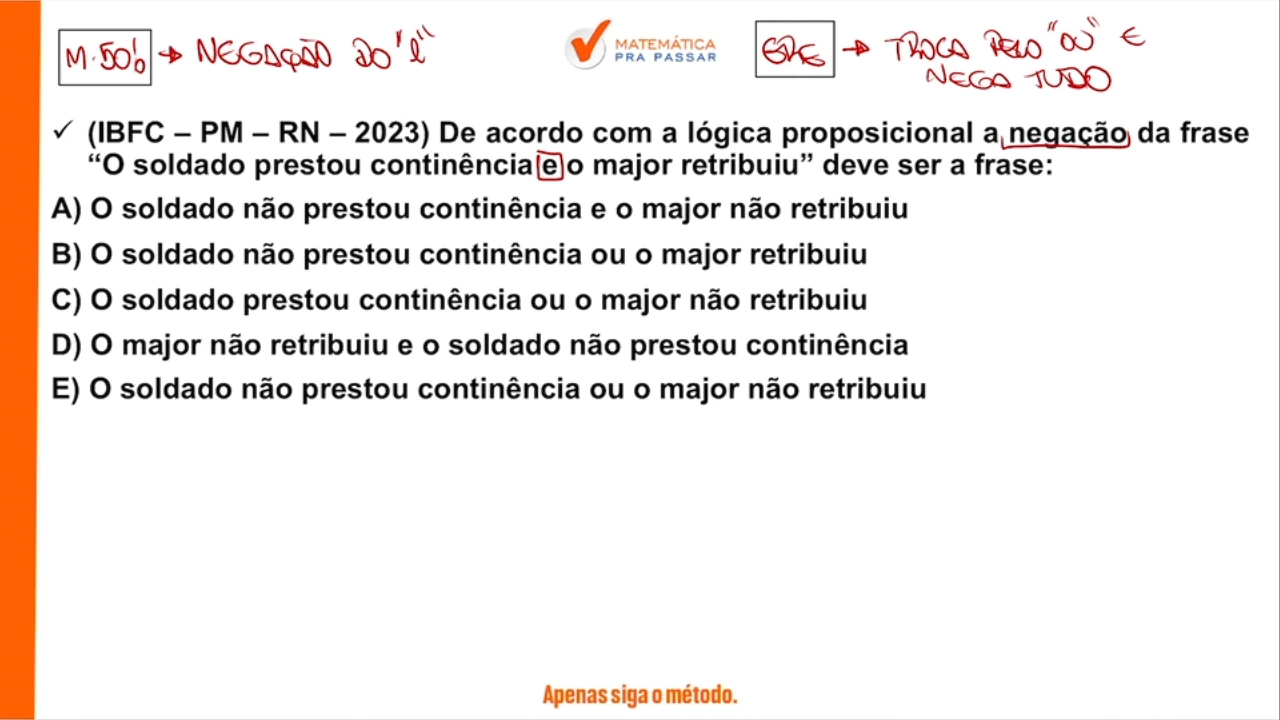 M.50% → NEGAÇÃO DO "e"
MATEMÁTICA
PRA PASSAR
→ TROCA PELO "OU" E
NEGA TUDO
✓ (IBFC – PM – RN – 2023) De acordo com a lógica proposicional a negação da frase
“O soldado prestou continência e o major retribuiu” deve ser a frase:
A) O soldado não prestou continência e o major não retribuiu
B) O soldado não prestou continência ou o major retribuiu
C) O soldado prestou continência ou o major não retribuiu
D) O major não retribuiu e o soldado não prestou continência
E) O soldado não prestou continência ou o major não retribuiu
Apenas siga o método.